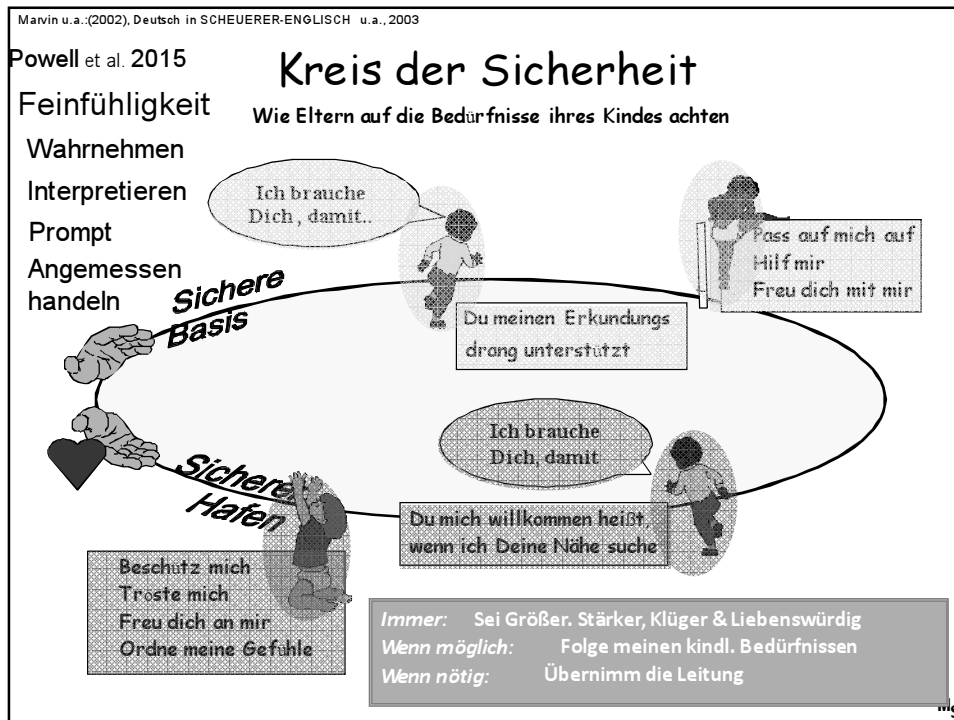 Marvin u.a.:(2002), Deutsch in SCHEUERER-ENGLISCH u.a., 2003
Powell et al. 2015
Kreis der Sicherheit
Wie Eltern auf die Bedürfnisse ihres Kindes achten
Feinfühligkeit
Wahrnehmen
Interpretieren
Prompt
Angemessen
handeln
Ich brauche
Dich, damit..
Pass auf mich auf
Hilf mir
Freu dich mit mir
Sichere
Basis
Du meinen Erkundungs
drang unterstützt
Ich brauche
Dich, damit
Du mich willkommen heißt,
wenn ich Deine Nähe suche
Sicherer
Hafen
Beschütz mich
Tröste mich
Freu dich an mir
Ordne meine Gefühle
Immer: Sei Größer. Stärker, Klüger & Liebenswürdig
Wenn möglich: Folge meinen kindl. Bedürfnissen
Wenn nötig: Übernimm die Leitung